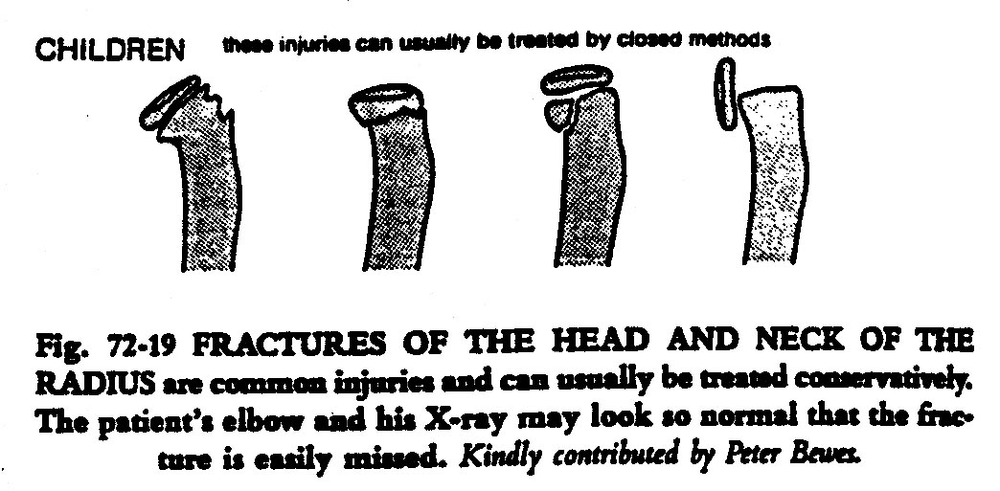 CHILDREN these injuries can usually be treated by closed methods
Fig. 72-19 FRACTURES OF THE HEAD AND NECK OF THE
RADIUS are common injuries and can usually be treated conservatively.
The patient's elbow and his X-ray may look so normal that the frac-
ture is easily missed. Kindly contributed by Peter Bewes.